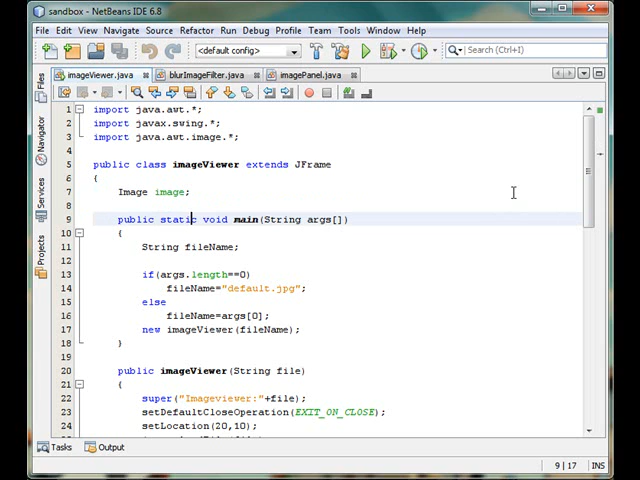 sandbox - NetBeans IDE 6.8
File Edit View Navigate Source Refactor Run Debug Profile Team Tools Window Help
<default config>
Search (Ctrl+I)
imageViewer.java
blurImageFilter.java
imagePanel.java
Files
Navigator
Services
Projects
1 import java.awt.*;
2 import javax.swing.*;
3 import java.awt.image.*;
4
5 public class imageViewer extends JFrame
6 {
7 Image image;
8
9 public static void main(String args[])
10 {
11 String fileName;
12
13 if(args.length==0)
14 fileName="default.jpg";
15 else
16 fileName=args[0];
17 new imageViewer(fileName);
18 }
19
20 public imageViewer(String file)
21 {
22 super("Imageviewer:"+file);
23 setDefaultCloseOperation(EXIT_ON_CLOSE);
24 setLocation(20,10);
Tasks
Output
9 | 17
INS